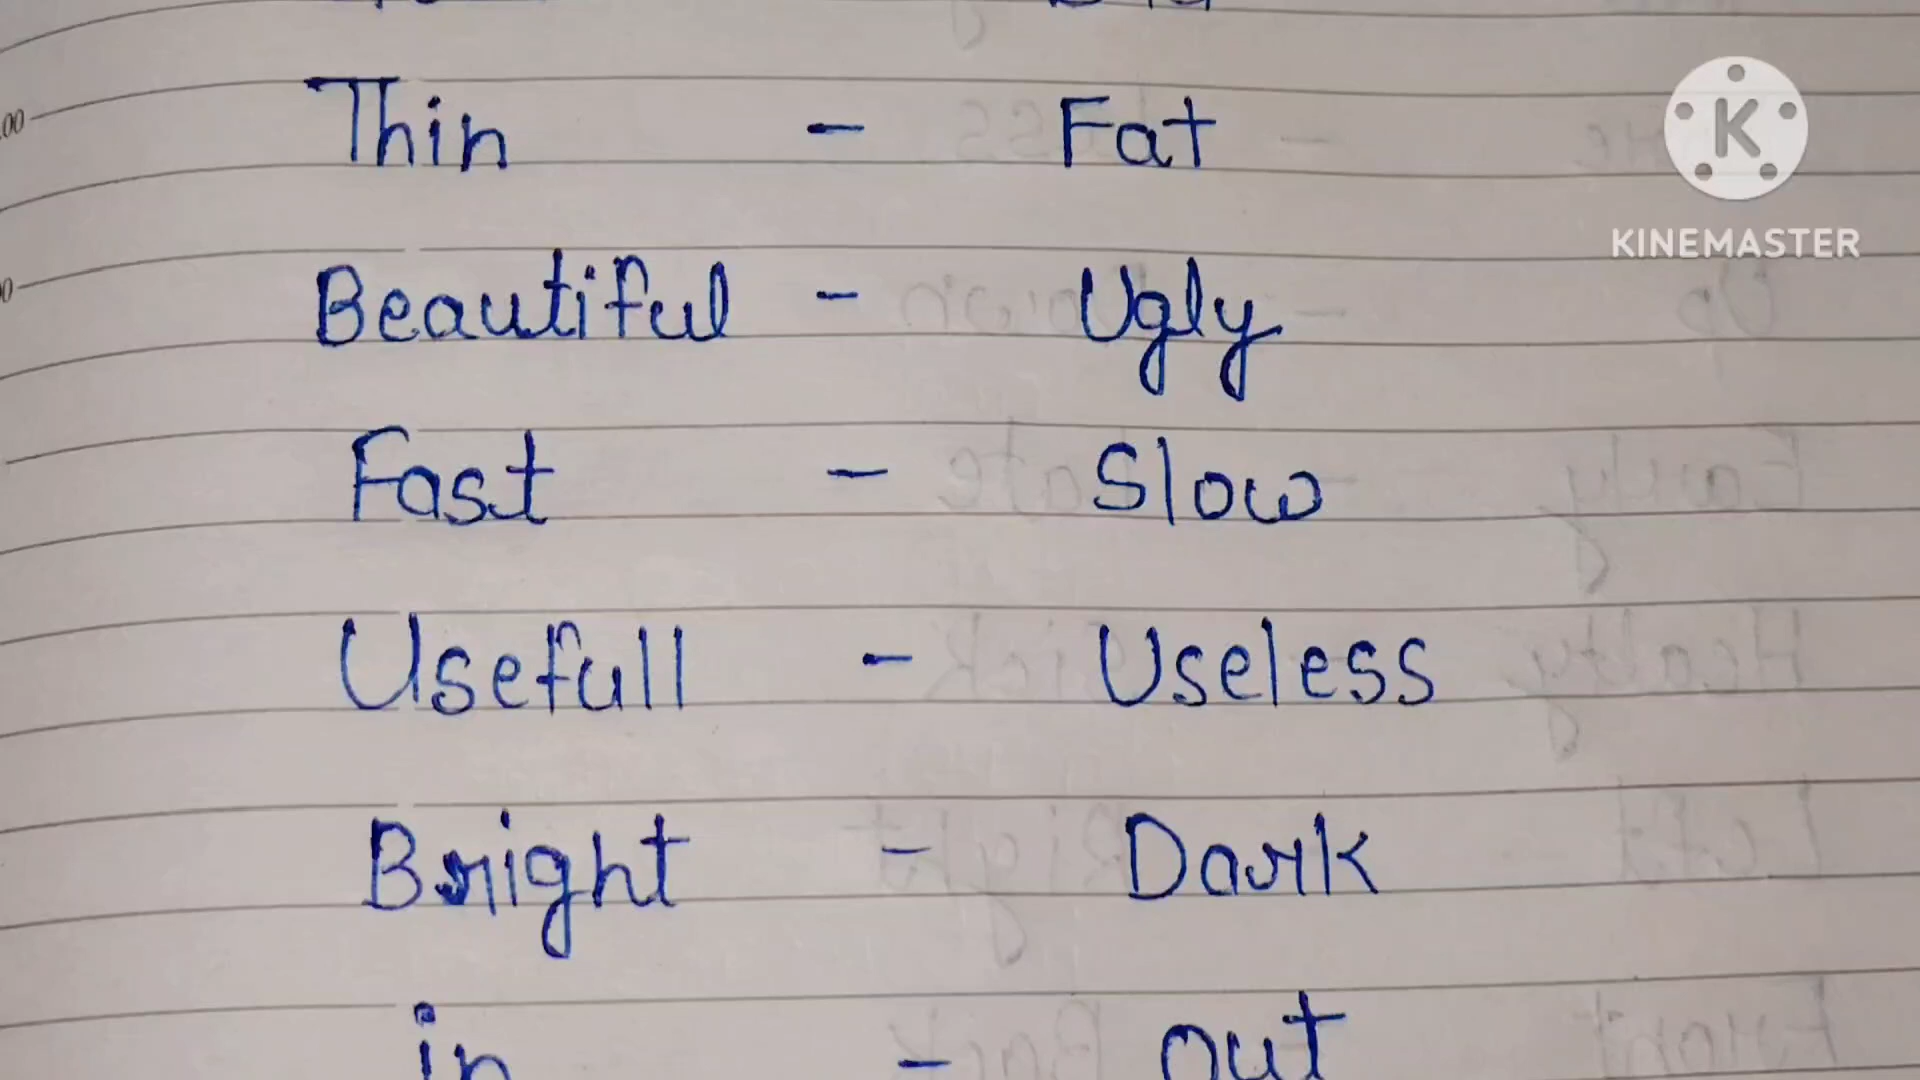 Thin - Fat
Beautiful - Ugly
Fast - Slow
Usefull - Useless
Bright - Dark
in - out
KINEMASTER